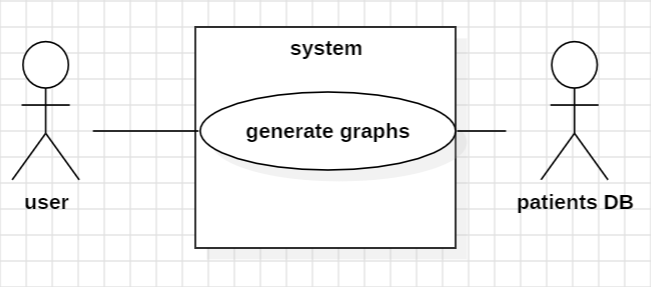 system
generate graphs
user
patients DB